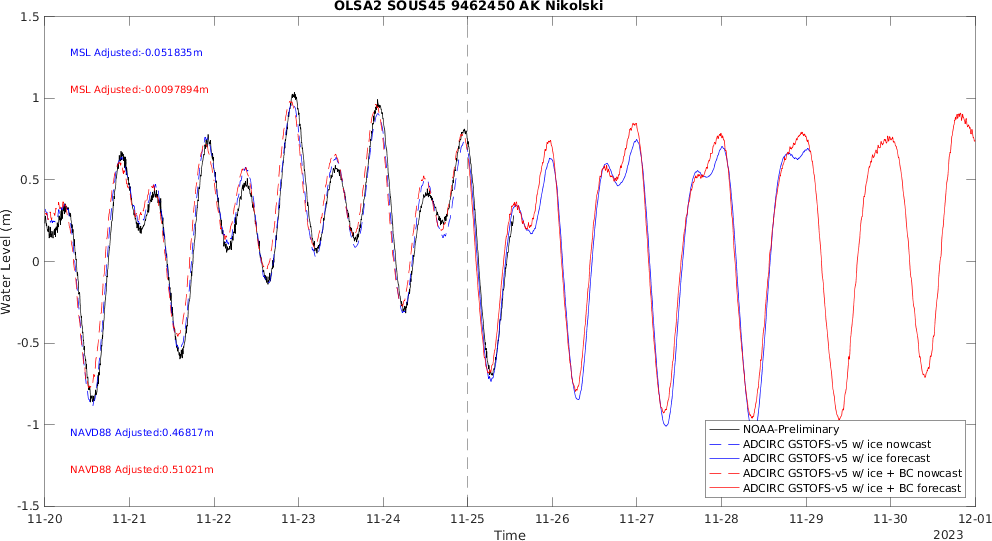 OLSA2 SOUS45 9462450 AK Nikolski
1.5
MSL Adjusted:-0.051835m
MSL Adjusted:-0.0097894m
1
0.5
0
-0.5
-1
-1.5
Water Level (m)
NAVD88 Adjusted:0.46817m
NAVD88 Adjusted:0.51021m
NOAA-Preliminary
ADCIRC GSTOFS-v5 w/ ice nowcast
ADCIRC GSTOFS-v5 w/ ice forecast
ADCIRC GSTOFS-v5 w/ ice + BC nowcast
ADCIRC GSTOFS-v5 w/ ice + BC forecast
11-20 11-21 11-22 11-23 11-24 11-25 11-26 11-27 11-28 11-29 11-30 12-01
Time
2023